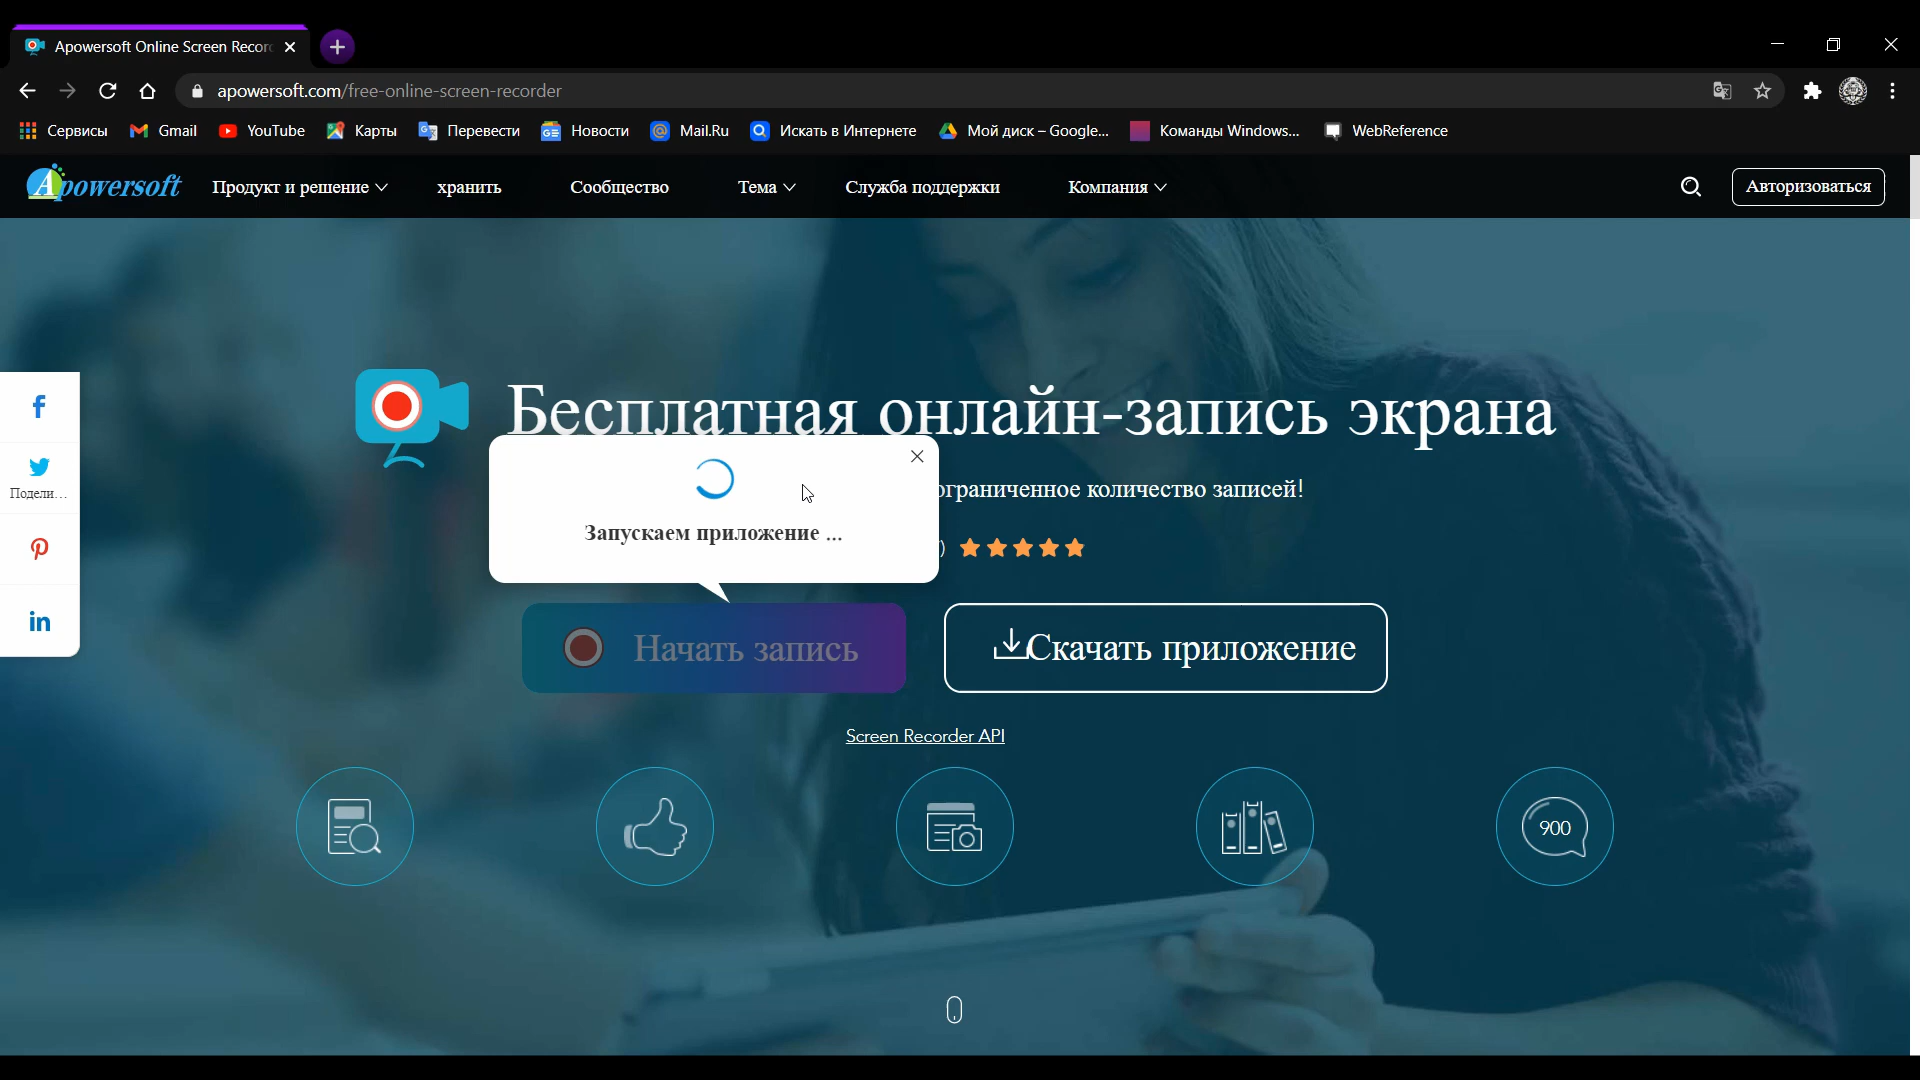 Apowersoft Online Screen Recor
apowersoft.com/free-online-screen-recorder
Сервисы Gmail YouTube Карты Перевести Новости Mail.Ru Искать в Интернете Мой диск – Google... Команды Windows... WebReference
Apowersoft Продукт и решение хранить Сообщество Тема Служба поддержки Компания Авторизоваться
Бесплатная онлайн-запись экрана
ограниченное количество записей!
Подели...
Запускаем приложение ...
)
Начать запись Скачать приложение
Screen Recorder API
900